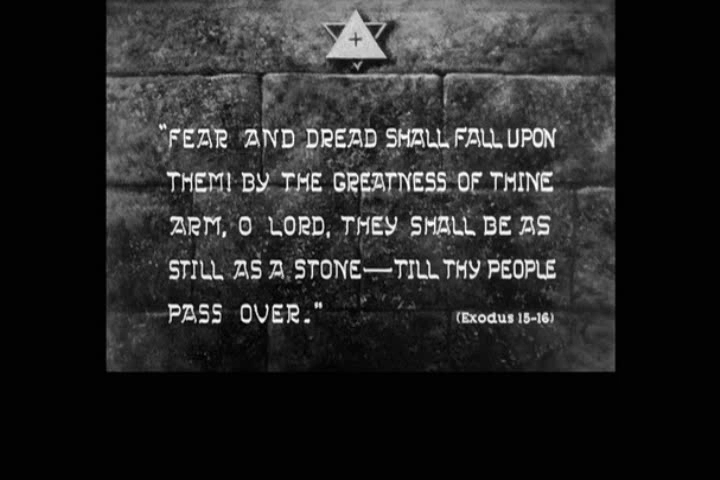 "FEAR AND DREAD SHALL FALL UPON
THEM! BY THE GREATNESS OF THINE
ARM, O LORD, THEY SHALL BE AS
STILL AS A STONE—TILL THY PEOPLE
PASS OVER."
(Exodus 15-16)